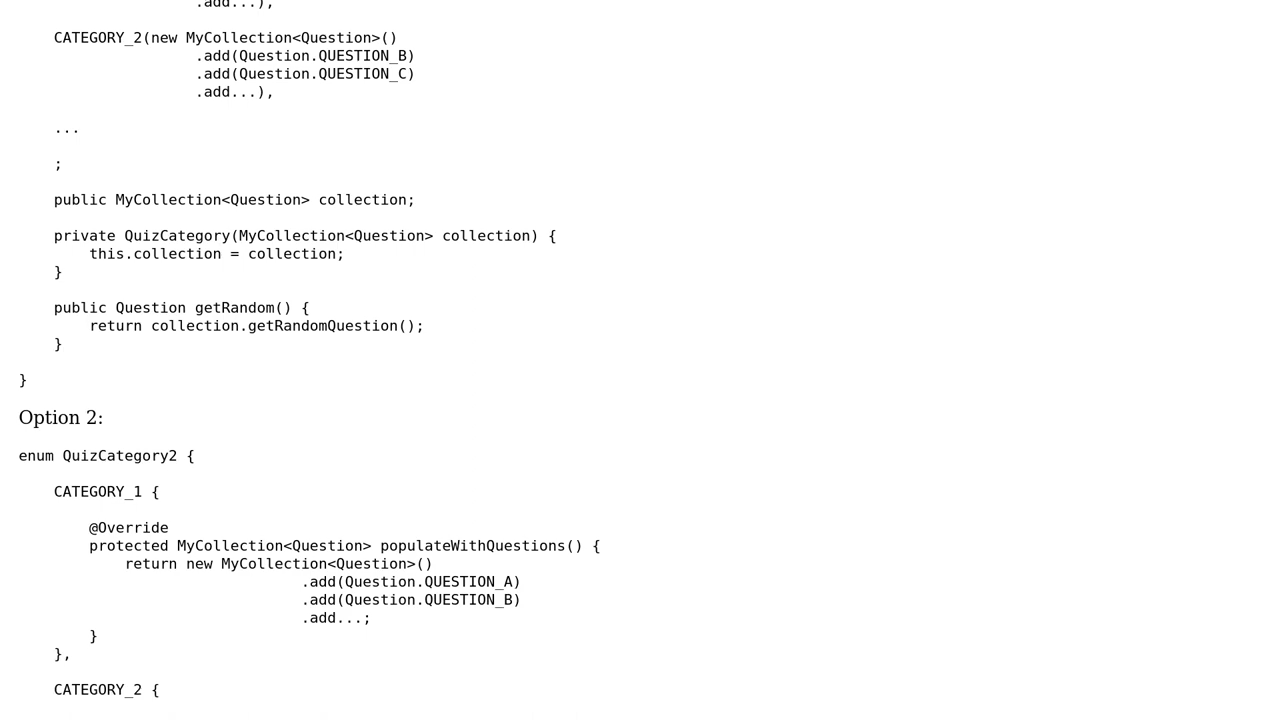 .add...),
CATEGORY_2(new MyCollection<Question>()
.add(Question.QUESTION_B)
.add(Question.QUESTION_C)
.add...),
...
;
public MyCollection<Question> collection;
private QuizCategory(MyCollection<Question> collection) {
this.collection = collection;
}
public Question getRandom() {
return collection.getRandomQuestion();
}
}
Option 2:
enum QuizCategory2 {
CATEGORY_1 {
@Override
protected MyCollection<Question> populateWithQuestions() {
return new MyCollection<Question>()
.add(Question.QUESTION_A)
.add(Question.QUESTION_B)
.add...;
}
},
CATEGORY_2 {